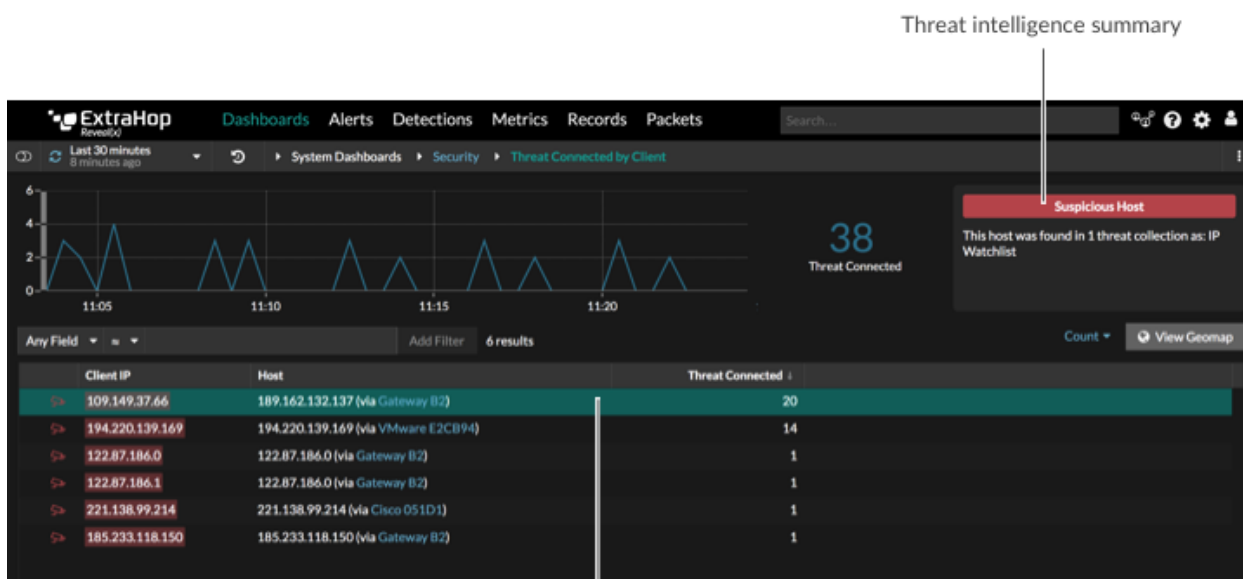 Threat intelligence summary
ExtraHop
Reveal(x)
Dashboards Alerts Detections Metrics Records Packets Search...
Last 30 minutes
8 minutes ago
System Dashboards Security Threat Connected by Client
6
4
2
0
11:05 11:10 11:15 11:20
38
Threat Connected
Suspicious Host
This host was found in 1 threat collection as: IP
Watchlist
Any Field ≈ Add Filter 6 results Count View Geomap
Client IP Host Threat Connected
109.149.37.66 189.162.132.137 (via Gateway B2) 20
194.220.139.169 194.220.139.169 (via VMware E2CB94) 14
122.87.186.0 122.87.186.0 (via Gateway B2) 1
122.87.186.1 122.87.186.0 (via Gateway B2) 1
221.138.99.214 221.138.99.214 (via Cisco 051D1) 1
185.233.118.150 185.233.118.150 (via Gateway B2) 1